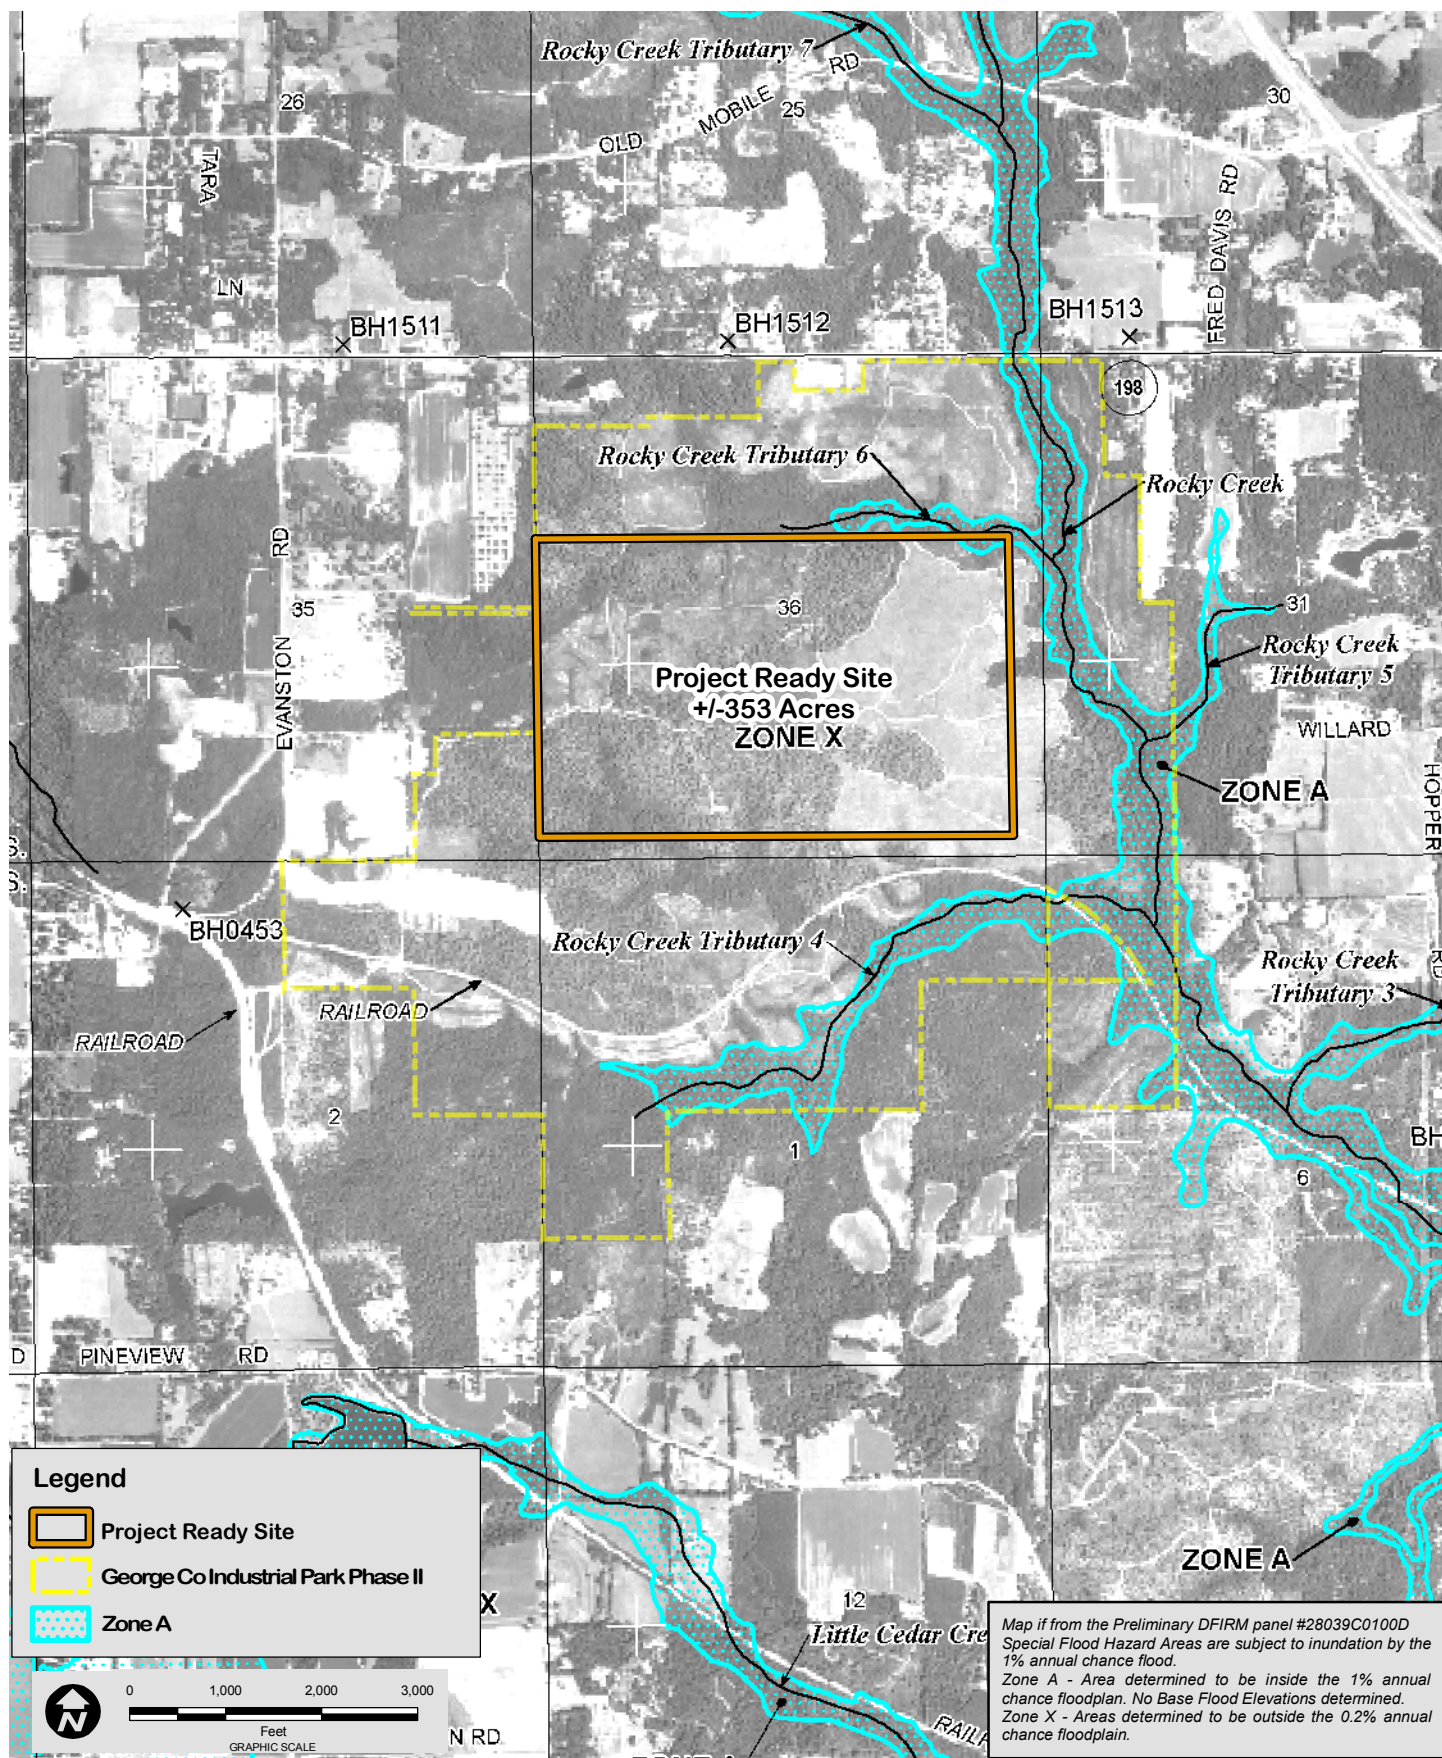 Rocky Creek Tributary 7
RD
MOBILE
OLD
26
25
30
TARA
LN
FRED DAVIS RD
BH1511
BH1512
BH1513
198
Rocky Creek Tributary 6
Rocky Creek
RD
EVANSTON
35
36
31
Project Ready Site
+/-353 Acres
ZONE X
Rocky Creek
Tributary 5
WILLARD
HOPPER
RD
ZONE A
S.
S.
BH0453
Rocky Creek Tributary 4
Rocky Creek
Tributary 3
RAILROAD
RAILROAD
2
1
6
BH
D
PINEVIEW
RD
ZONE A
X
12
Little Cedar Cre
RAILR
N RD
Legend
Project Ready Site
George Co Industrial Park Phase II
Zone A
0 1,000 2,000 3,000
Feet
GRAPHIC SCALE
N
Map if from the Preliminary DFIRM panel #28039C0100D
Special Flood Hazard Areas are subject to inundation by the
1% annual chance flood.
Zone A - Area determined to be inside the 1% annual
chance floodplan. No Base Flood Elevations determined.
Zone X - Areas determined to be outside the 0.2% annual
chance floodplain.